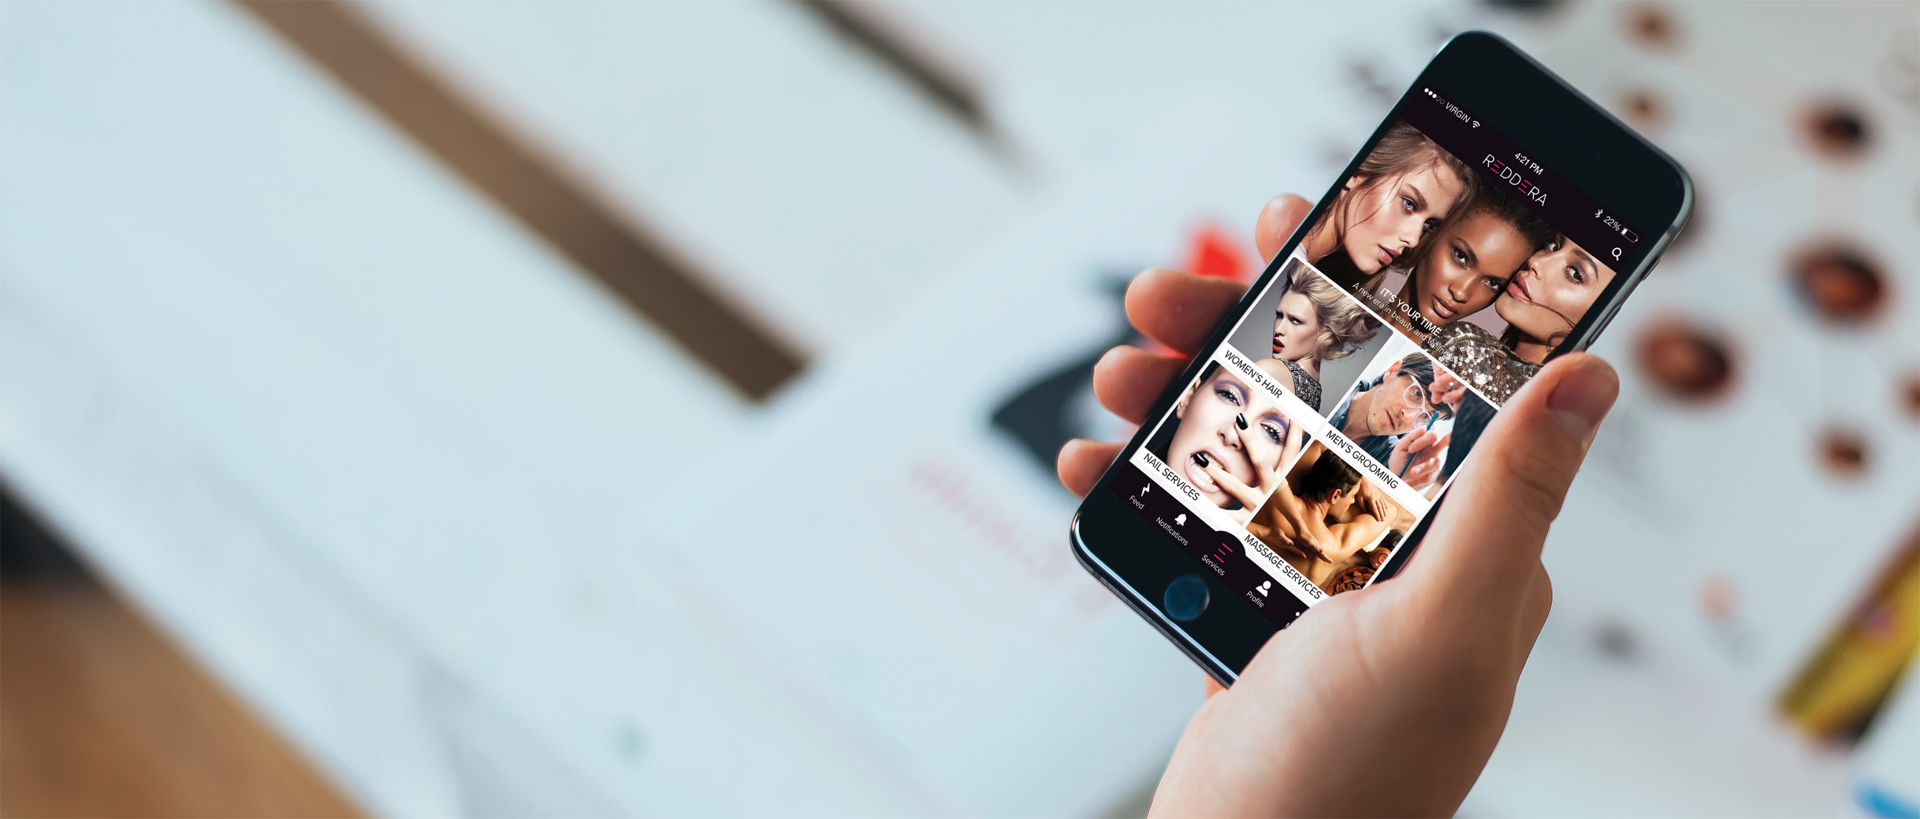 VIRGIN
4:21 PM
22%
REDDERA
IT'S YOUR TIME...
A new era in beauty and
WOMEN'S HAIR
MEN'S GROOMING
NAIL SERVICES
MASSAGE SERVICES
Feed
Notifications
Services
Profile